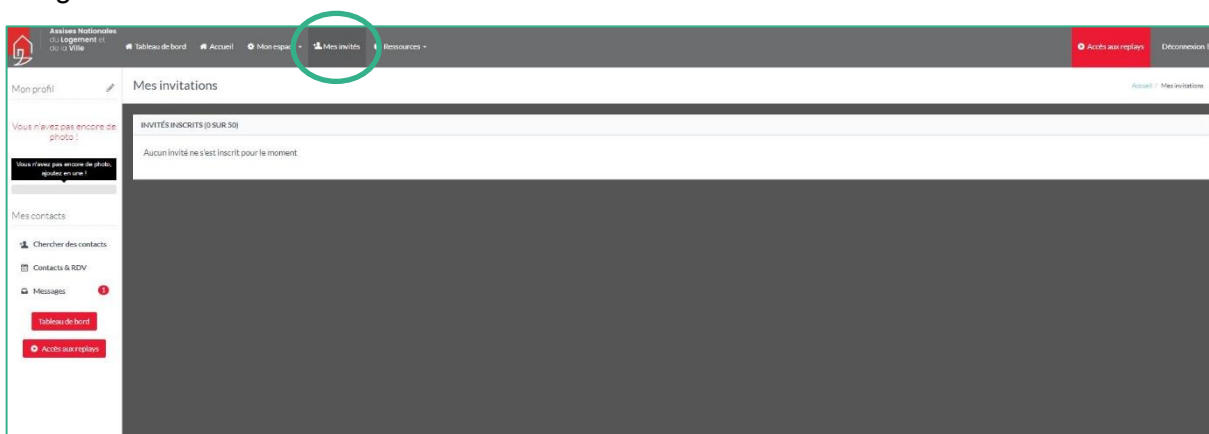 Assises Nationales
du Logement et
de la Ville
Tableau de bord
Accueil
Mon espace
Mes invités
Ressources
Accès aux replays
Déconnexion
Mon profil
Mes invitations
Accueil / Mes invitations
Vous n'avez pas encore de
photo !
INVITÉS INSCRITS (0 SUR 50)
Aucun invité ne s'est inscrit pour le moment
Vous n'avez pas encore de photo,
ajoutez en une !
Mes contacts
Chercher des contacts
Contacts & RDV
Messages 1
Tableau de bord
Accès aux replays